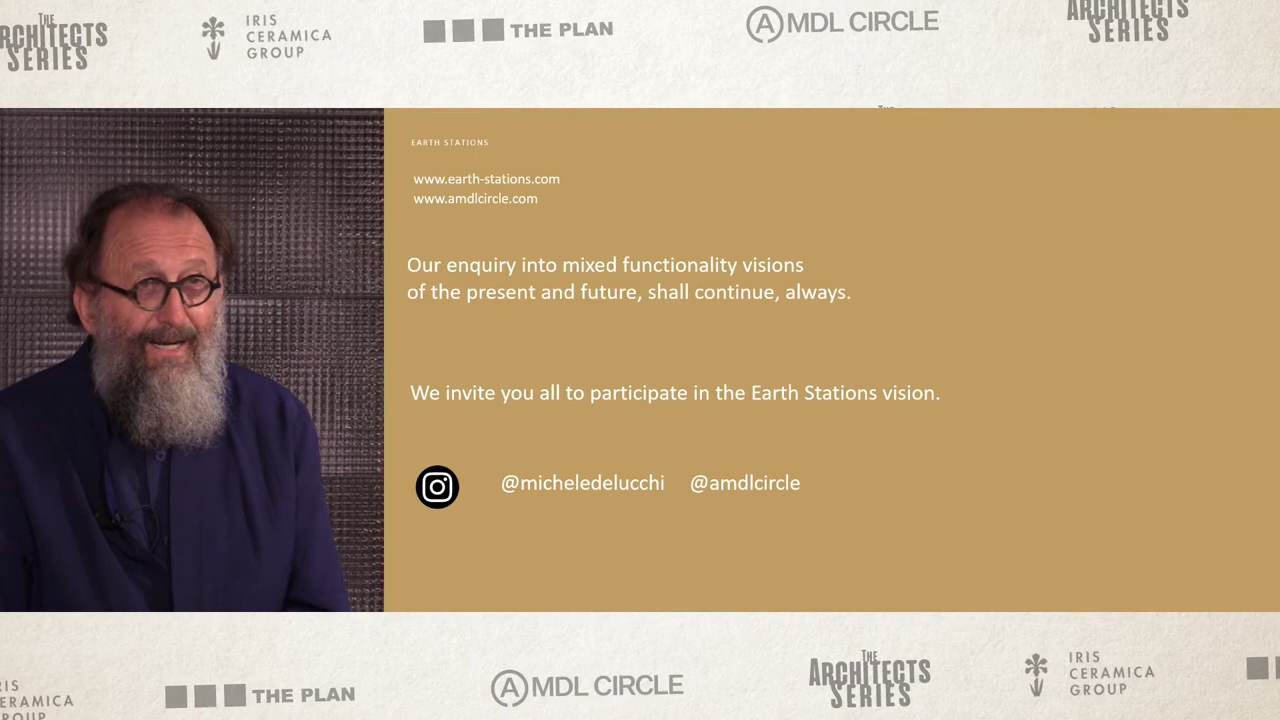 THE
ARCHITECTS
SERIES
IRIS
CERAMICA
GROUP
THE PLAN
AMDL CIRCLE
ARCHITECTS
SERIES
EARTH STATIONS
www.earth-stations.com
www.amdlcircle.com
Our enquiry into mixed functionality visions
of the present and future, shall continue, always.
We invite you all to participate in the Earth Stations vision.
@micheledelucchi @amdlcircle
IRIS
CERAMICA
GROUP
THE PLAN
AMDL CIRCLE
THE
ARCHITECTS
SERIES
IRIS
CERAMICA
GROUP